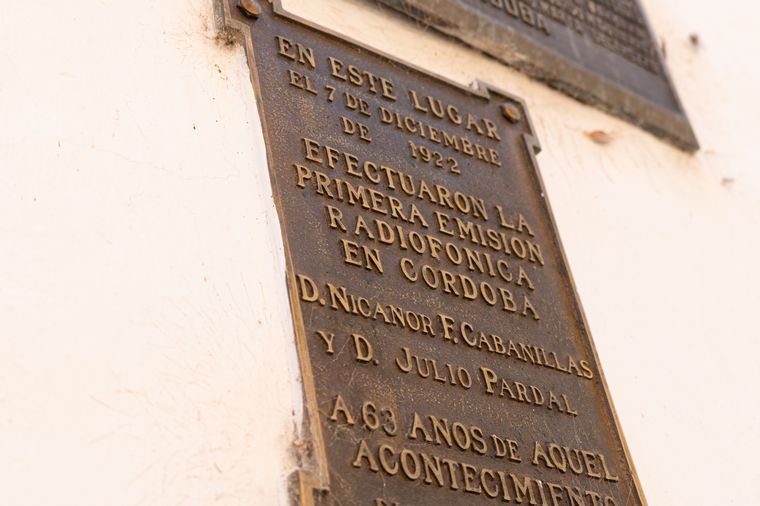 EN ESTE LUGAR
EL 7 DE DICIEMBRE
DE 1922
EFECTUARON LA
PRIMERA EMISION
RADIOFONICA
EN CORDOBA
D. NICANOR F. CABANILLAS
Y D. JULIO PARDAL
A 63 AÑOS DE AQUEL
ACONTECIMIENTO